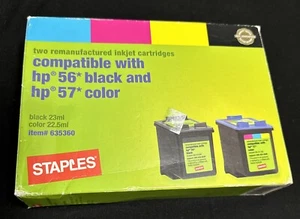 two remanufactured inkjet cartridges
compatible with
hp® 56* black and
hp® 57* color
black 23ml
color 22.5ml
Item# 635360
STAPLES